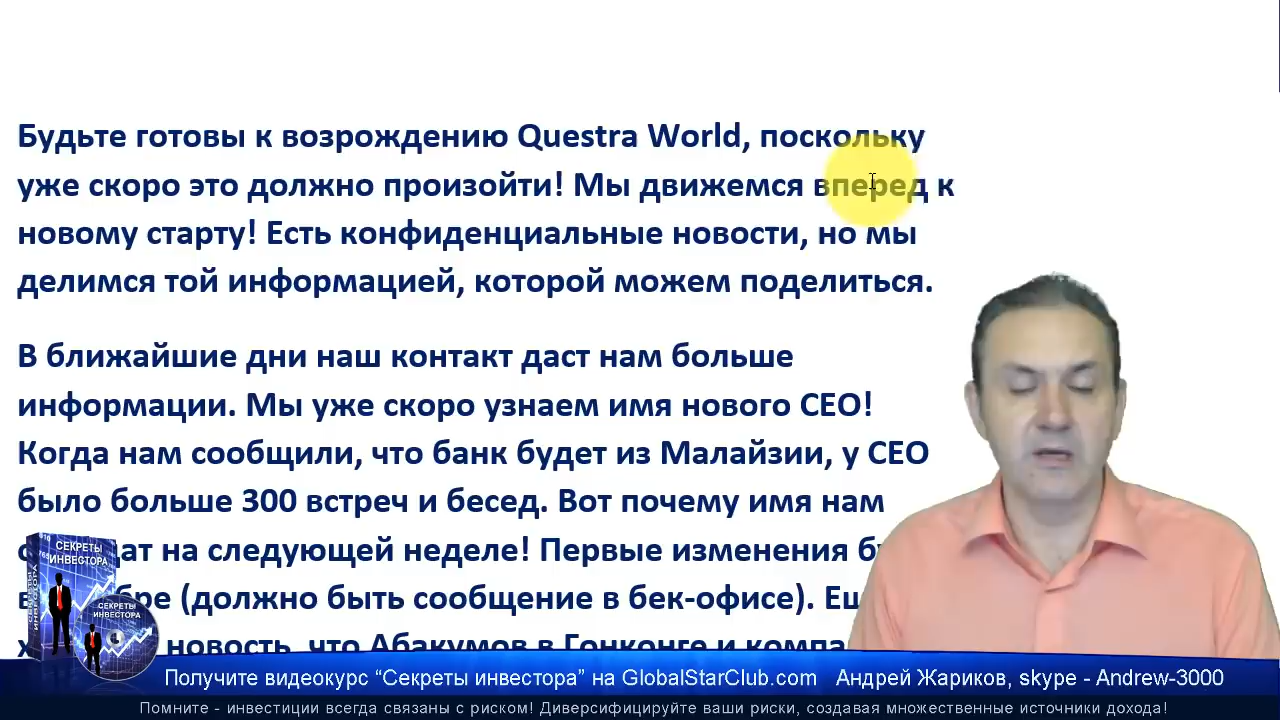 Будьте готовы к возрождению Questra World, поскольку
уже скоро это должно произойти! Мы движемся вперед к
новому старту! Есть конфиденциальные новости, но мы
делимся той информацией, которой можем поделиться.
В ближайшие дни наш контакт даст нам больше
информации. Мы уже скоро узнаем имя нового CEO!
Когда нам сообщили, что банк будет из Малайзии, у CEO
было больше 300 встреч и бесед. Вот почему имя нам
на следующей неделе! Первые изменения
(должно быть сообщение в бек-офисе).
новость, что Абакумов в Гонконге и
СЕКРЕТЫ
ИНВЕСТОРА
СЕКРЕТЫ
ИНВЕСТОРА
Получите видеокурс “Секреты инвестора” на GlobalStarClub.com Андрей Жариков, skype - Andrew-3000
Помните - инвестиции всегда связаны с риском! Диверсифицируйте ваши риски, создавая множественные источники дохода!